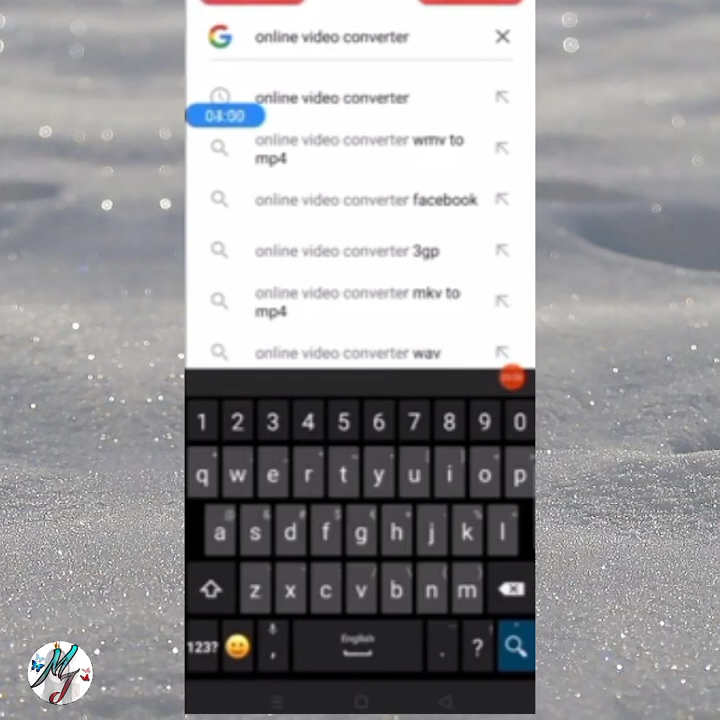 online video converter
online video converter
04:00
online video converter wmv to
mp4
online video converter facebook
online video converter 3gp
online video converter mkv to
mp4
online video converter wav
1 2 3 4 5 6 7 8 9 0
q w e r t y u i o p
a s d f g h j k l
z x c v b n m
123? , English . ?
MJ